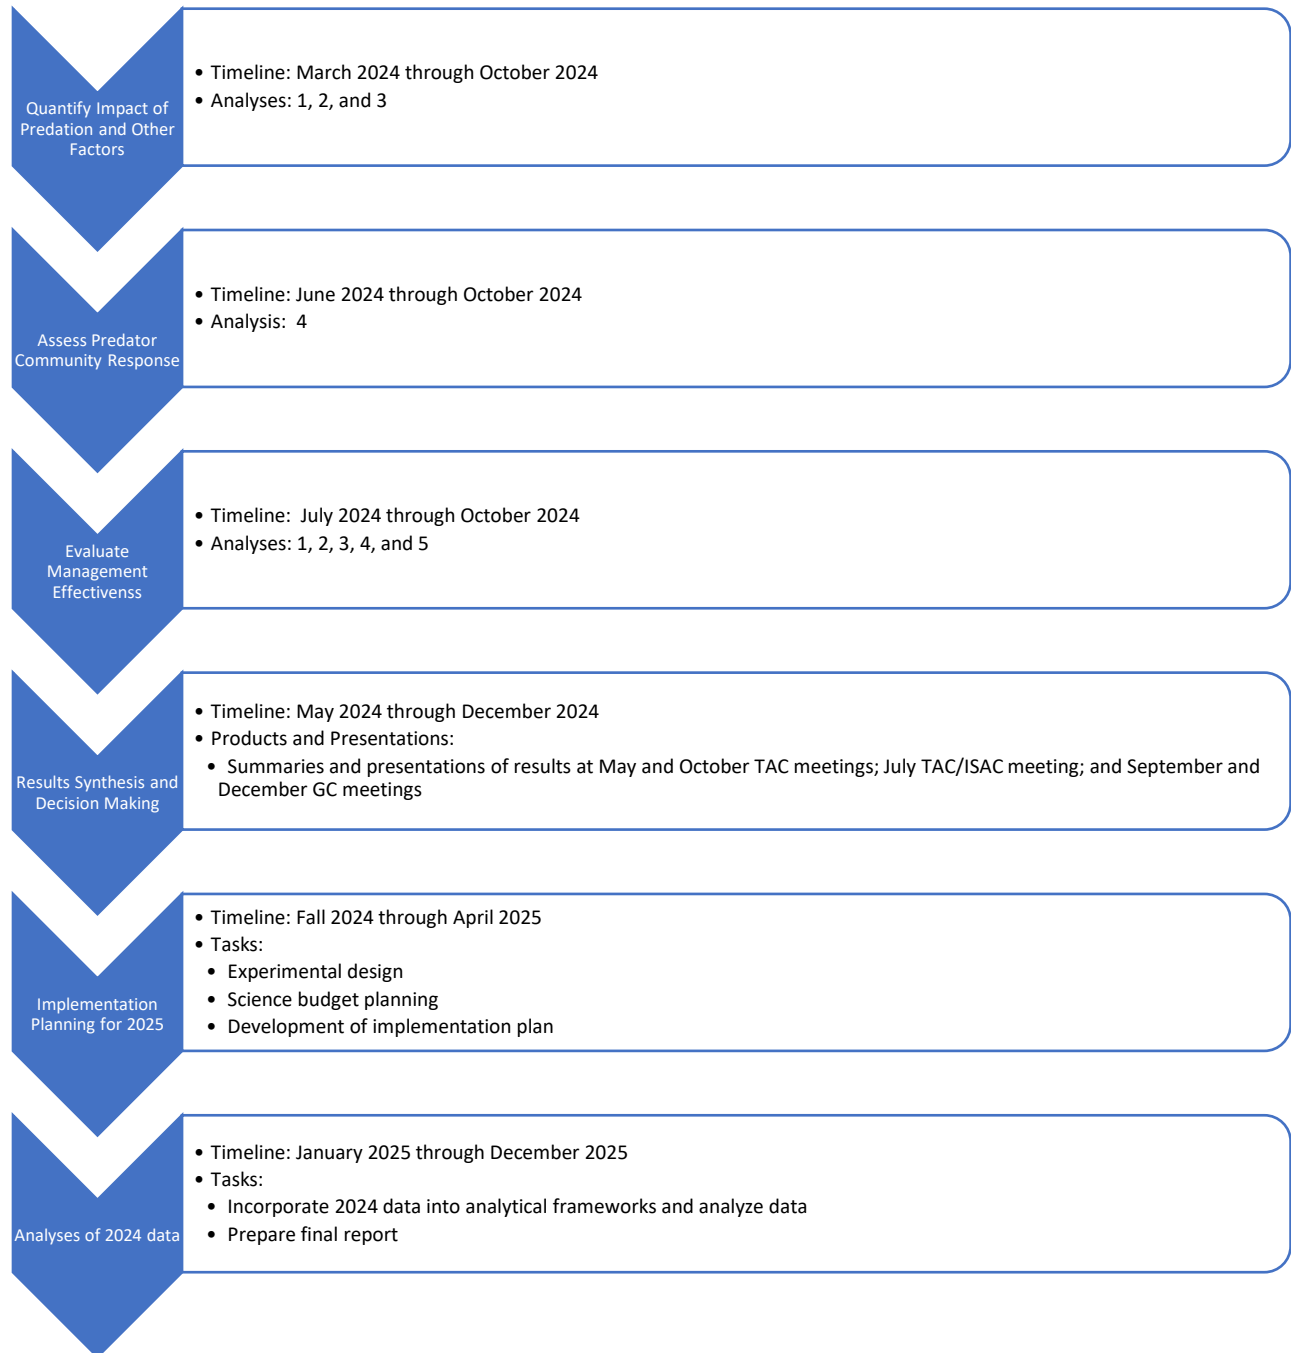 Quantify Impact of
Predation and Other
Factors
• Timeline: March 2024 through October 2024
• Analyses: 1, 2, and 3
Assess Predator
Community Response
• Timeline: June 2024 through October 2024
• Analysis:  4
Evaluate
Management
Effectivenss
• Timeline:  July 2024 through October 2024
• Analyses: 1, 2, 3, 4, and 5
Results Synthesis and
Decision Making
• Timeline: May 2024 through December 2024
• Products and Presentations:
• Summaries and presentations of results at May and October TAC meetings; July TAC/ISAC meeting; and September and
December GC meetings
Implementation
Planning for 2025
• Timeline: Fall 2024 through April 2025
• Tasks:
• Experimental design
• Science budget planning
• Development of implementation plan
Analyses of 2024 data
• Timeline: January 2025 through December 2025
• Tasks:
• Incorporate 2024 data into analytical frameworks and analyze data
• Prepare final report